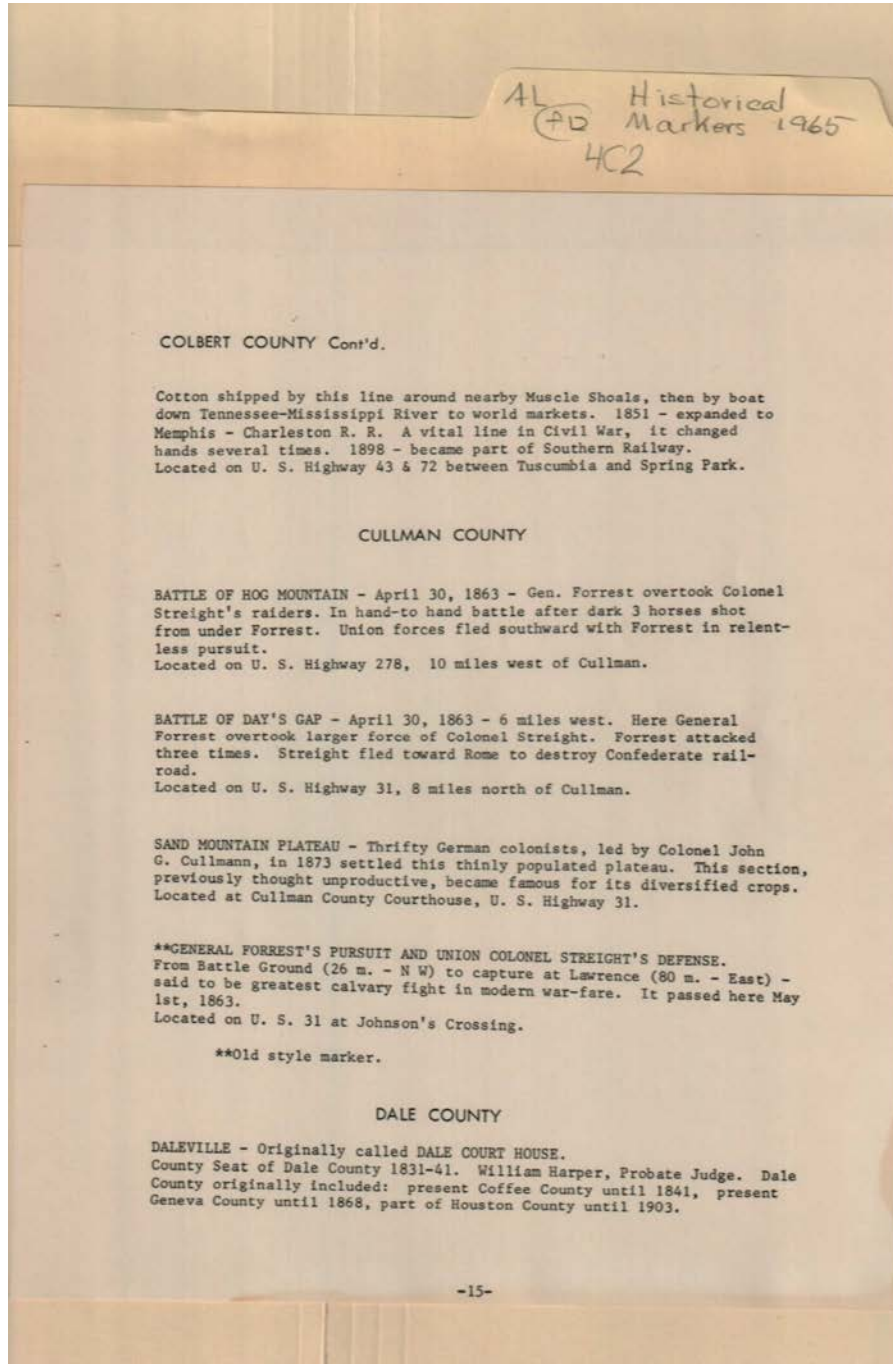 AL Historical
PD Markers 1965
4C2
COLBERT COUNTY Cont'd.
Cotton shipped by this line around nearby Muscle Shoals, then by boat
down Tennessee-Mississippi River to world markets. 1851 - expanded to
Memphis - Charleston R. R. A vital line in Civil War, it changed
hands several times. 1898 - became part of Southern Railway.
Located on U. S. Highway 43 & 72 between Tuscumbia and Spring Park.
CULLMAN COUNTY
BATTLE OF HOG MOUNTAIN - April 30, 1863 - Gen. Forrest overtook Colonel
Streight's raiders. In hand-to hand battle after dark 3 horses shot
from under Forrest. Union forces fled southward with Forrest in relent-
less pursuit.
Located on U. S. Highway 278, 10 miles west of Cullman.
BATTLE OF DAY'S GAP - April 30, 1863 - 6 miles west. Here General
Forrest overtook larger force of Colonel Streight. Forrest attacked
three times. Streight fled toward Rome to destroy Confederate rail-
road.
Located on U. S. Highway 31, 8 miles north of Cullman.
SAND MOUNTAIN PLATEAU - Thrifty German colonists, led by Colonel John
G. Cullmann, in 1873 settled this thinly populated plateau. This section,
previously thought unproductive, became famous for its diversified crops.
Located at Cullman County Courthouse, U. S. Highway 31.
**GENERAL FORREST'S PURSUIT AND UNION COLONEL STREIGHT'S DEFENSE.
From Battle Ground (26 m. - N W) to capture at Lawrence (80 m. - East) -
said to be greatest calvary fight in modern war-fare. It passed here May
1st, 1863.
Located on U. S. 31 at Johnson's Crossing.
**Old style marker.
DALE COUNTY
DALEVILLE - Originally called DALE COURT HOUSE.
County Seat of Dale County 1831-41. William Harper, Probate Judge. Dale
County originally included: present Coffee County until 1841, present
Geneva County until 1868, part of Houston County until 1903.
-15-